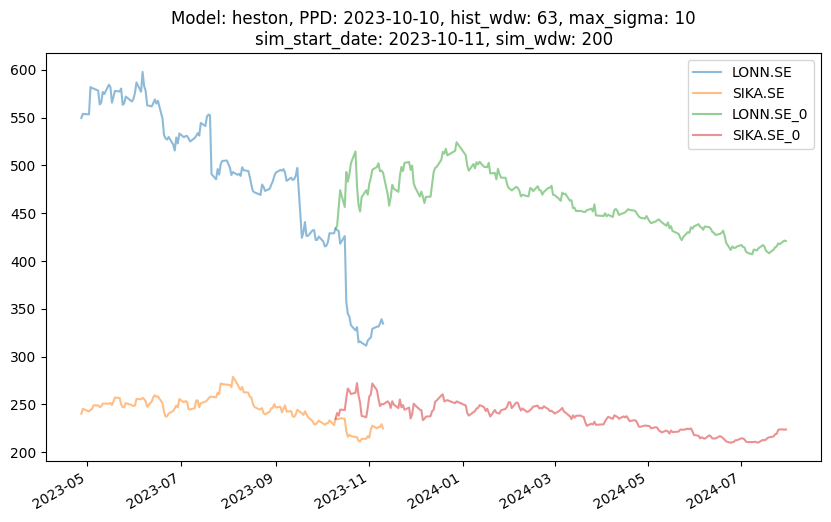 Model: heston, PPD: 2023-10-10, hist_wdw: 63, max_sigma: 10
sim_start_date: 2023-10-11, sim_wdw: 200
600
550
500
450
400
350
300
250
200
LONN.SE
SIKA.SE
LONN.SE_0
SIKA.SE_0
2023-05
2023-07
2023-09
2023-11
2024-01
2024-03
2024-05
2024-07